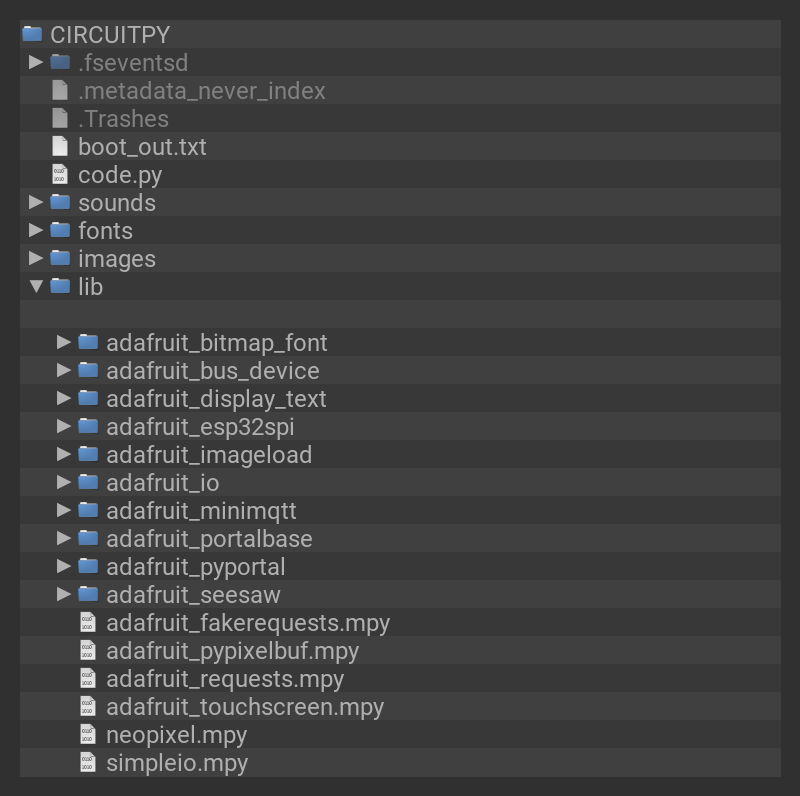 CIRCUITPY
.fseventsd
.metadata_never_index
.Trashes
boot_out.txt
code.py
sounds
fonts
images
lib
adafruit_bitmap_font
adafruit_bus_device
adafruit_display_text
adafruit_esp32spi
adafruit_imageload
adafruit_io
adafruit_minimqtt
adafruit_portalbase
adafruit_pyportal
adafruit_seesaw
adafruit_fakerequests.mpy
adafruit_pypixelbuf.mpy
adafruit_requests.mpy
adafruit_touchscreen.mpy
neopixel.mpy
simpleio.mpy